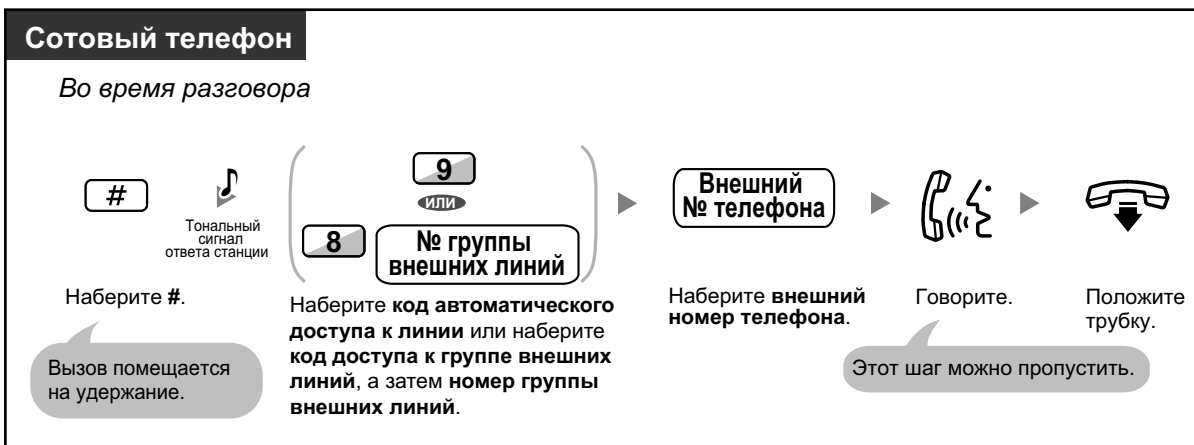 Сотовый телефон
Во время разговора
#
Тональный
сигнал
ответа станции
9
или
8
№ группы
внешних линий
Внешний
№ телефона
Наберите #.
Вызов помещается
на удержание.
Наберите код автоматического
доступа к линии или наберите
код доступа к группе внешних
линий, а затем номер группы
внешних линий.
Наберите внешний
номер телефона.
Говорите.
Положите
трубку.
Этот шаг можно пропустить.